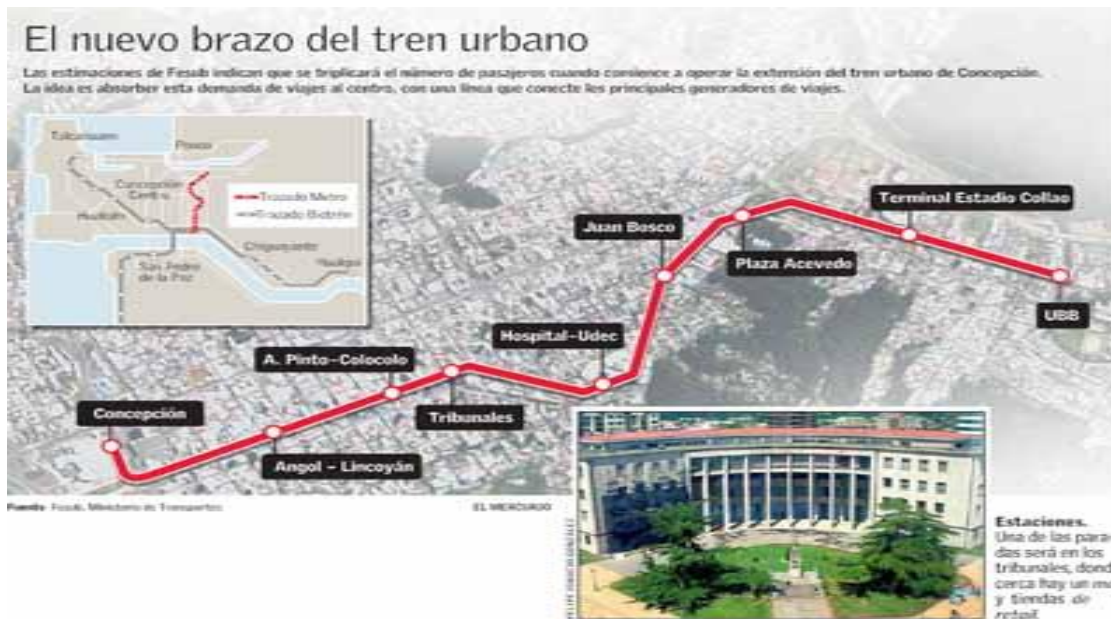 El nuevo brazo del tren urbano
Las estimaciones de Fesub indican que se triplicará el número de pasajeros cuando comience a operar la extensión del tren urbano de Concepción.
La idea es absorber esta demanda de viajes al centro, con una línea que conecte los principales generadores de viajes.
Talcahuano
Penco
Concepción
Centro
Hualpén
San Pedro
de la Paz
Chiguayante
Hualqui
Trazado Metro
Trazado Biotrén
Terminal Estadio Collao
Juan Bosco
Plaza Acevedo
UBB
Hospital-Udec
A. Pinto-Colocolo
Tribunales
Concepción
Angol - Lincoyán
Fuente: Fesub, Ministerio de Transportes
EL MERCURIO
Estaciones.
Una de las para-
das será en los
tribunales, dond
cerca hay un ma
y tiendas de
retail.